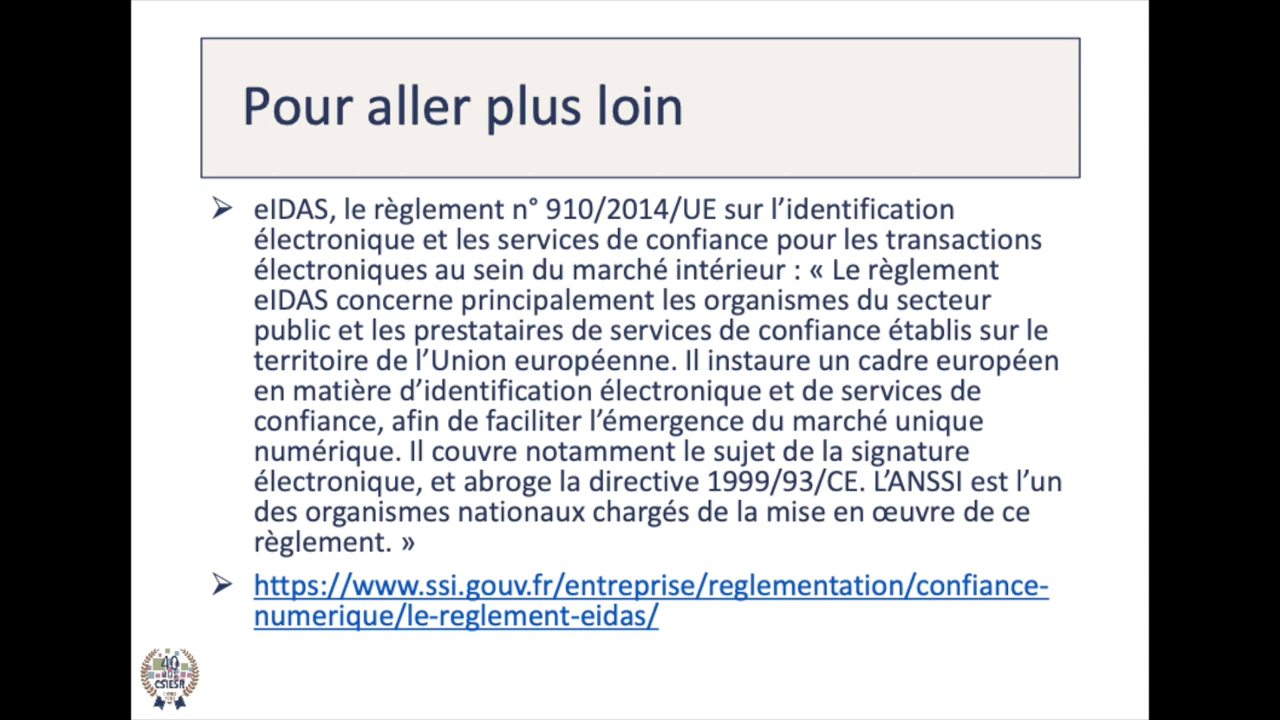 Pour aller plus loin
➢ eIDAS, le règlement n° 910/2014/UE sur l’identification
électronique et les services de confiance pour les transactions
électroniques au sein du marché intérieur : « Le règlement
eIDAS concerne principalement les organismes du secteur
public et les prestataires de services de confiance établis sur le
territoire de l’Union européenne. Il instaure un cadre européen
en matière d’identification électronique et de services de
confiance, afin de faciliter l’émergence du marché unique
numérique. Il couvre notamment le sujet de la signature
électronique, et abroge la directive 1999/93/CE. L’ANSSI est l’un
des organismes nationaux chargés de la mise en œuvre de ce
règlement. »
➢ https://www.ssi.gouv.fr/entreprise/reglementation/confiance-
numerique/le-reglement-eidas/
40
CSIESR